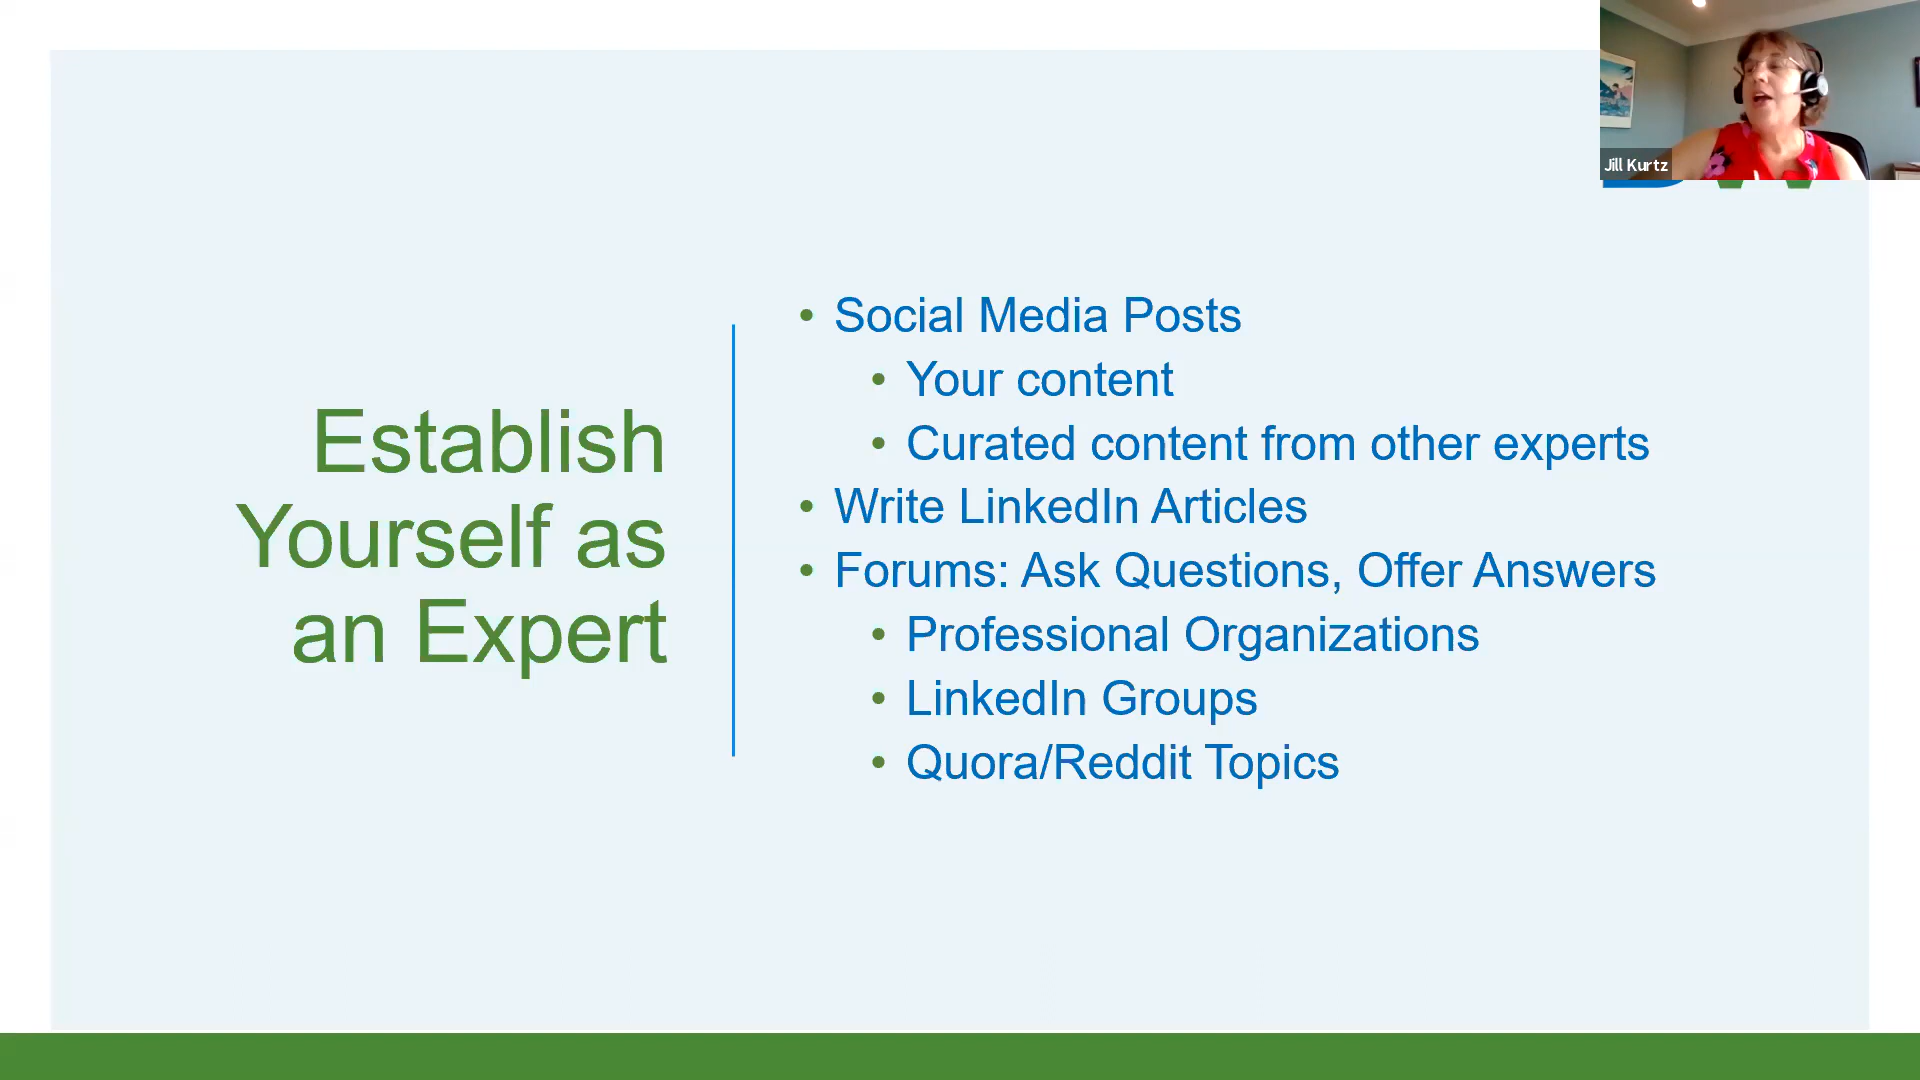 Jill Kurtz
Establish
Yourself as
an Expert
• Social Media Posts
• Your content
• Curated content from other experts
• Write LinkedIn Articles
• Forums: Ask Questions, Offer Answers
• Professional Organizations
• LinkedIn Groups
• Quora/Reddit Topics